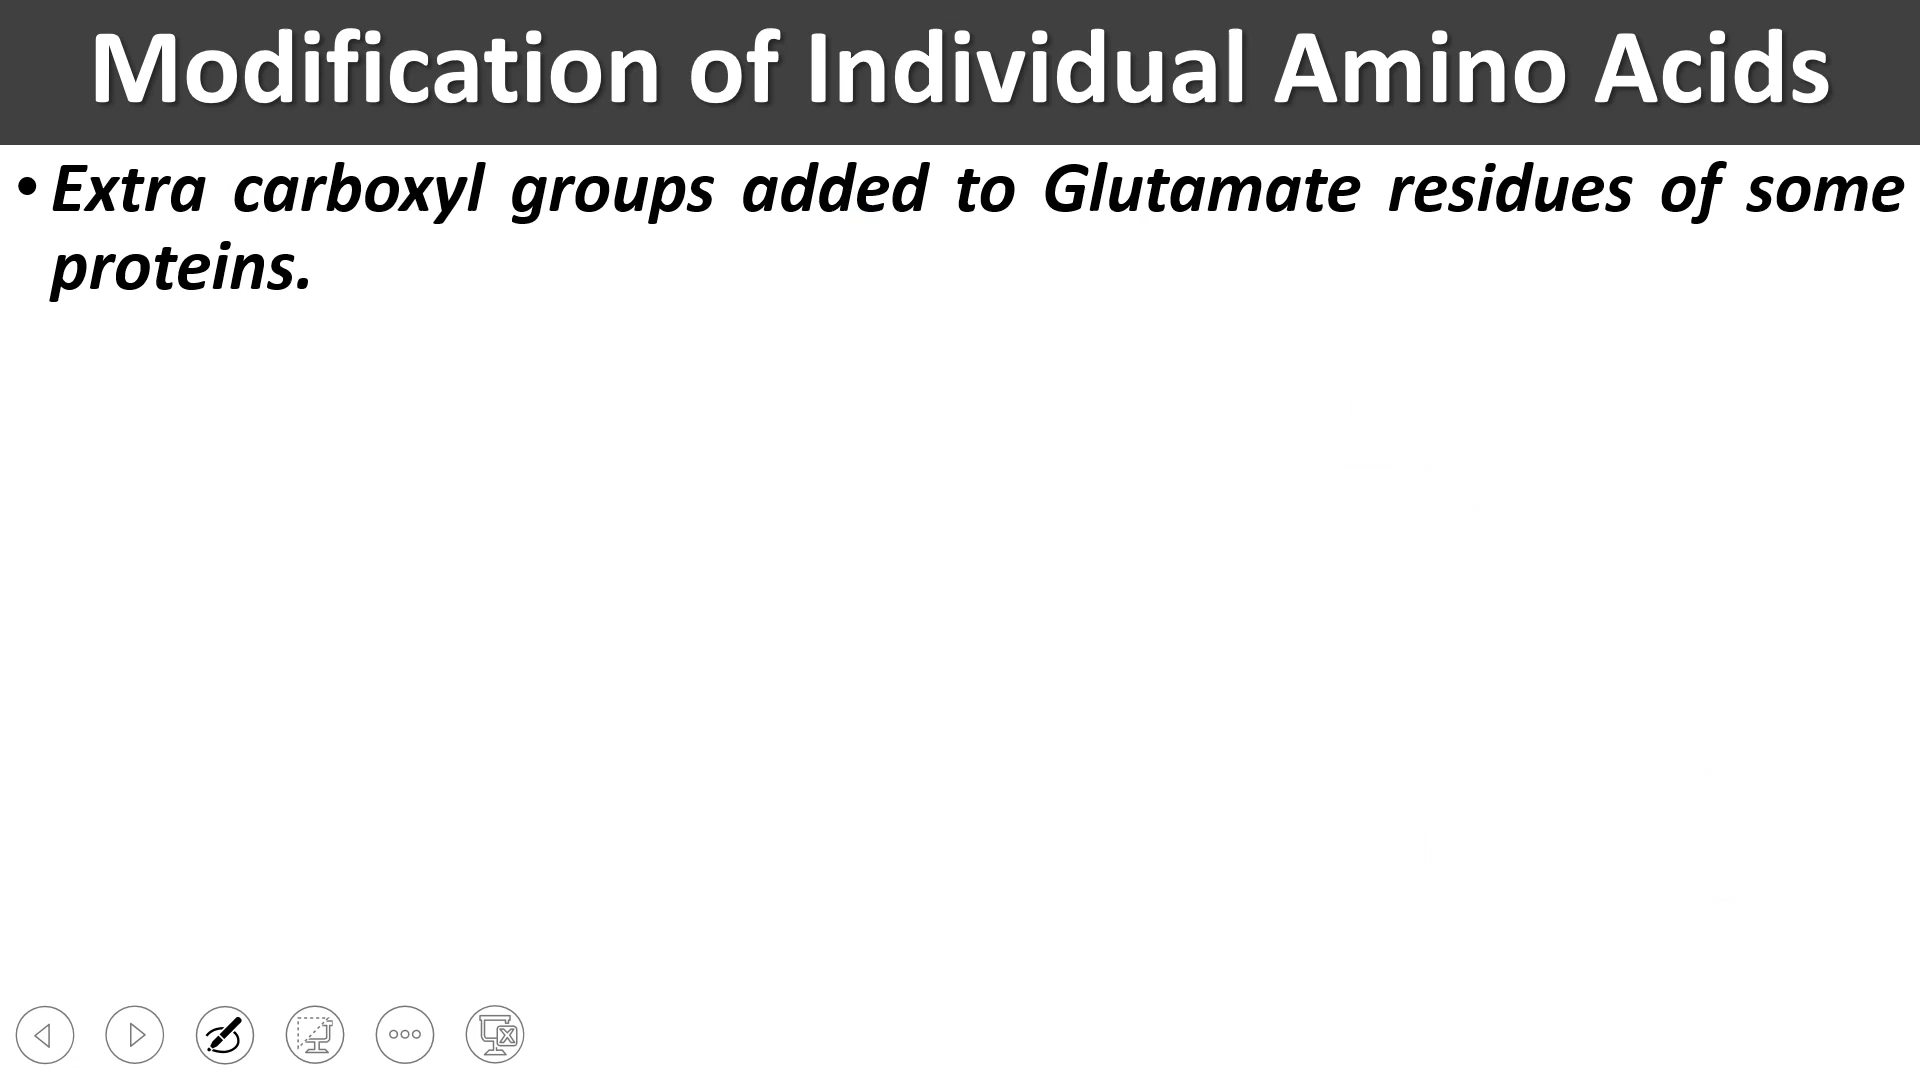 Modification of Individual Amino Acids
• Extra carboxyl groups added to Glutamate residues of some
proteins.